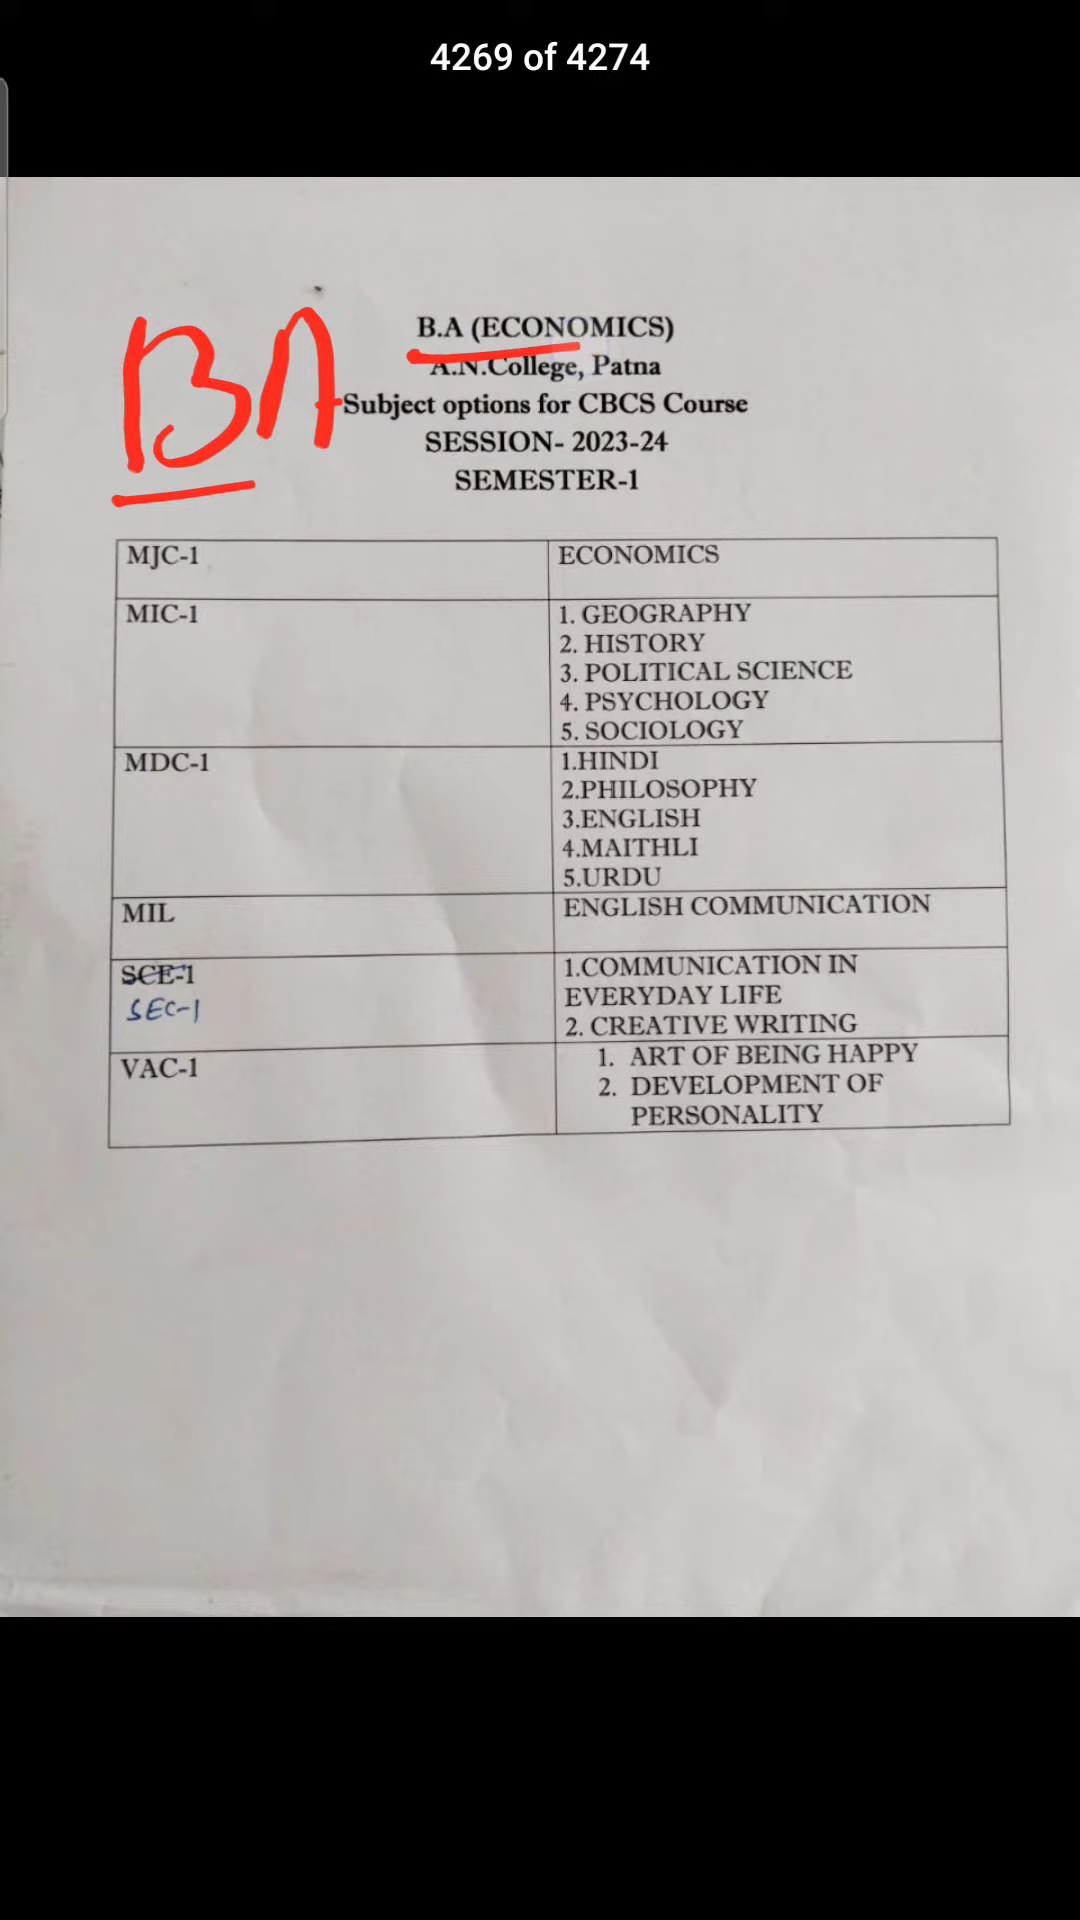 4269 of 4274
BA
B.A (ECONOMICS)
A.N.College, Patna
Subject options for CBCS Course
SESSION- 2023-24
SEMESTER-1
MJC-1
ECONOMICS
MIC-1
1. GEOGRAPHY
2. HISTORY
3. POLITICAL SCIENCE
4. PSYCHOLOGY
5. SOCIOLOGY
MDC-1
1.HINDI
2.PHILOSOPHY
3.ENGLISH
4.MAITHLI
5.URDU
MIL
ENGLISH COMMUNICATION
SCE-1
SEC-1
1.COMMUNICATION IN
EVERYDAY LIFE
2. CREATIVE WRITING
VAC-1
1. ART OF BEING HAPPY
2. DEVELOPMENT OF
PERSONALITY